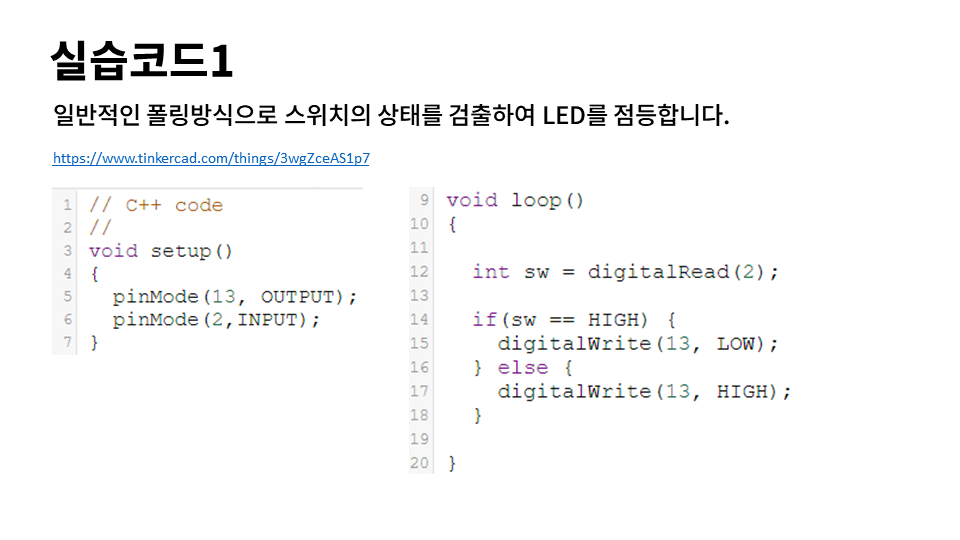 실습코드1
일반적인 폴링방식으로 스위치의 상태를 검출하여 LED를 점등합니다.
https://www.tinkercad.com/things/3wgZceAS1p7
1 // C++ code
2 //
3 void setup()
4 {
5   pinMode(13, OUTPUT);
6   pinMode(2,INPUT);
7 }
9 void loop()
10 {
11
12   int sw = digitalRead(2);
13
14   if(sw == HIGH) {
15     digitalWrite(13, LOW);
16   } else {
17     digitalWrite(13, HIGH);
18   }
19
20 }